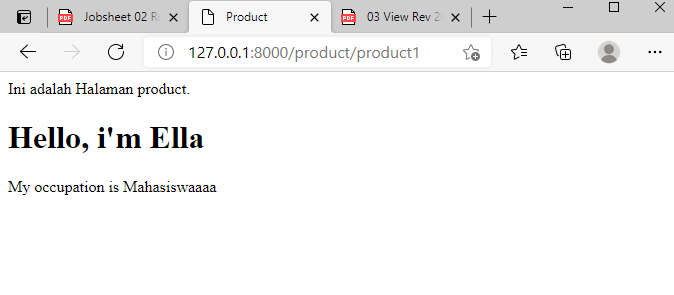 Jobsheet 02 R
Product
03 View Rev 2
127.0.0.1:8000/product/product1
Ini adalah Halaman product.
Hello, i'm Ella
My occupation is Mahasiswaaaa